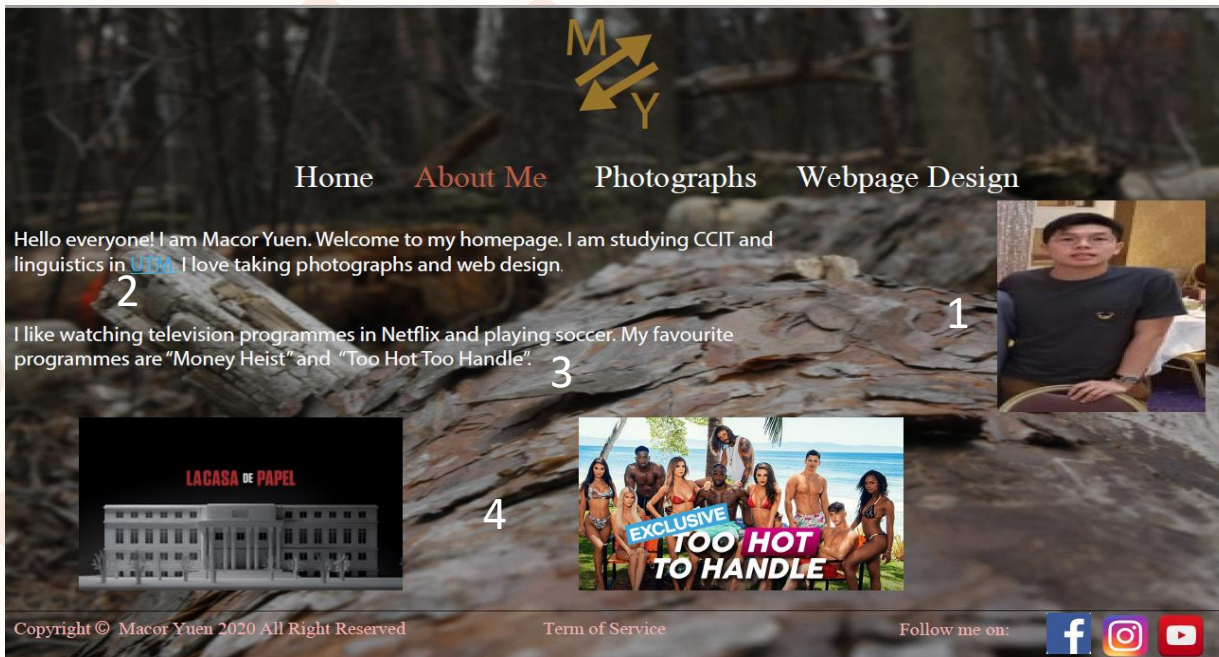 M
Y
Home About Me Photographs Webpage Design
Hello everyone! I am Macor Yuen. Welcome to my homepage. I am studying CCIT and
linguistics in UTM. I love taking photographs and web design.
2
1
I like watching television programmes in Netflix and playing soccer. My favourite
programmes are “Money Heist” and “Too Hot Too Handle”.
3
LA CASA DE PAPEL
4
EXCLUSIVE
TOO HOT
TO HANDLE
Copyright © Macor Yuen 2020 All Right Reserved Term of Service Follow me on: f